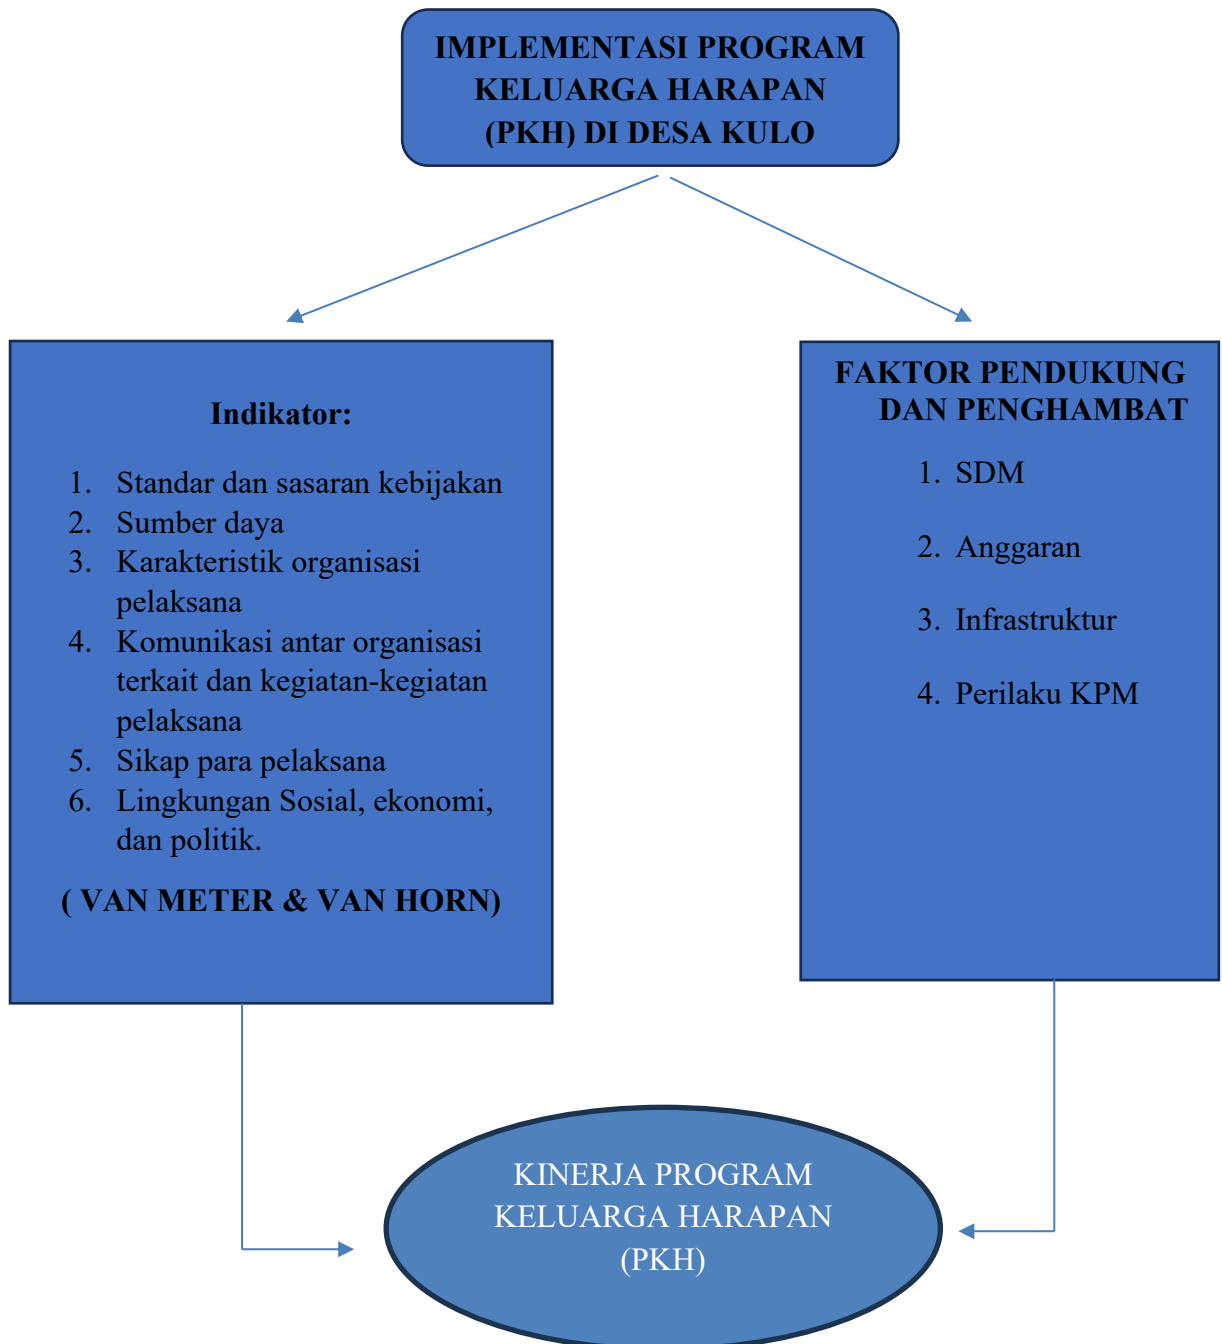 IMPLEMENTASI PROGRAM
KELUARGA HARAPAN
(PKH) DI DESA KULO
Indikator:
1. Standar dan sasaran kebijakan
2. Sumber daya
3. Karakteristik organisasi
pelaksana
4. Komunikasi antar organisasi
terkait dan kegiatan-kegiatan
pelaksana
5. Sikap para pelaksana
6. Lingkungan Sosial, ekonomi,
dan politik.
( VAN METER & VAN HORN)
FAKTOR PENDUKUNG
DAN PENGHAMBAT
1. SDM
2. Anggaran
3. Infrastruktur
4. Perilaku KPM
KINERJA PROGRAM
KELUARGA HARAPAN
(PKH)